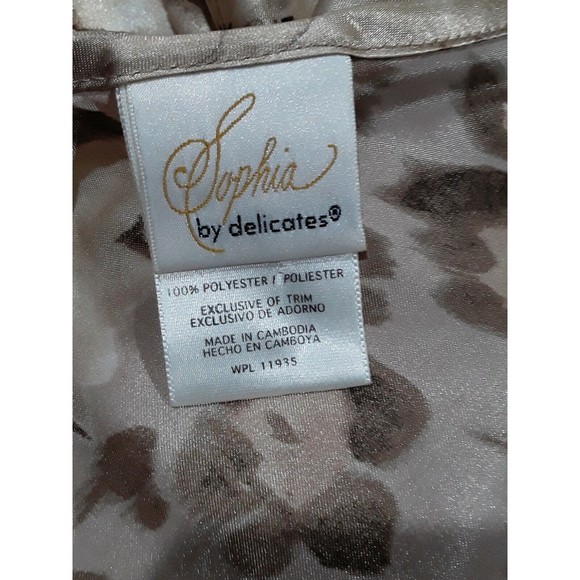 Sophia
by delicates®
100% POLYESTER / POLIESTER
EXCLUSIVE OF TRIM
EXCLUSIVO DE ADORNO
MADE IN CAMBODIA
HECHO EN CAMBOYA
WPL 11935